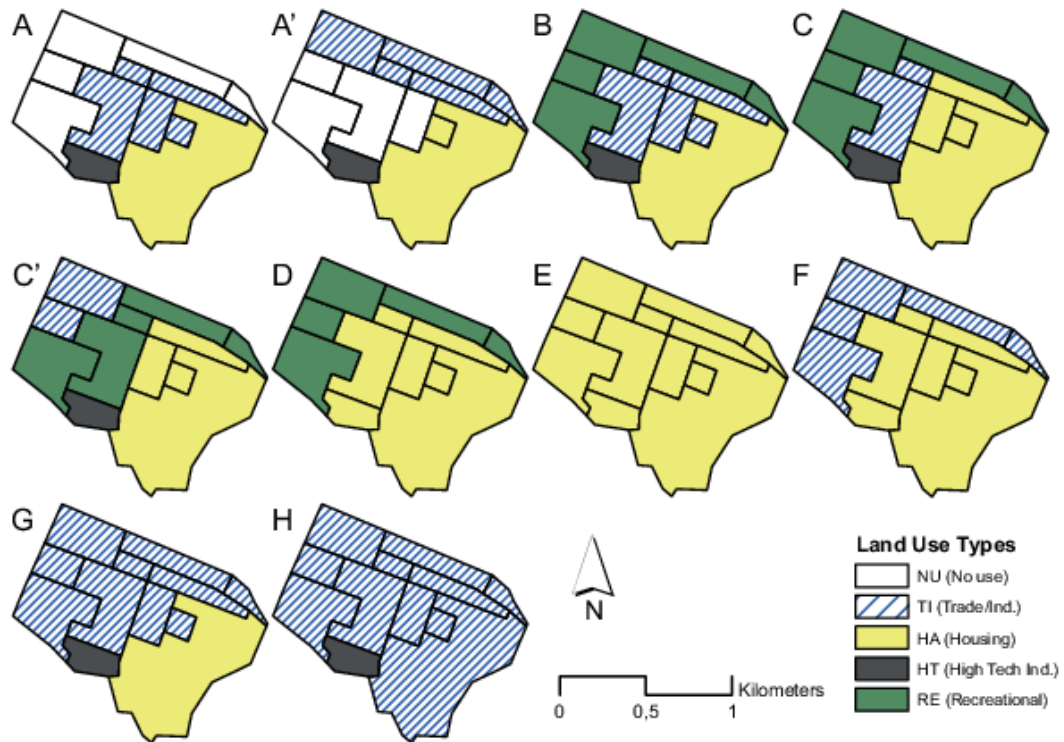 A A' B C
C' D E F
G H
N
Kilometers
0 0,5 1
Land Use Types
NU (No use)
TI (Trade/Ind.)
HA (Housing)
HT (High Tech Ind.)
RE (Recreational)